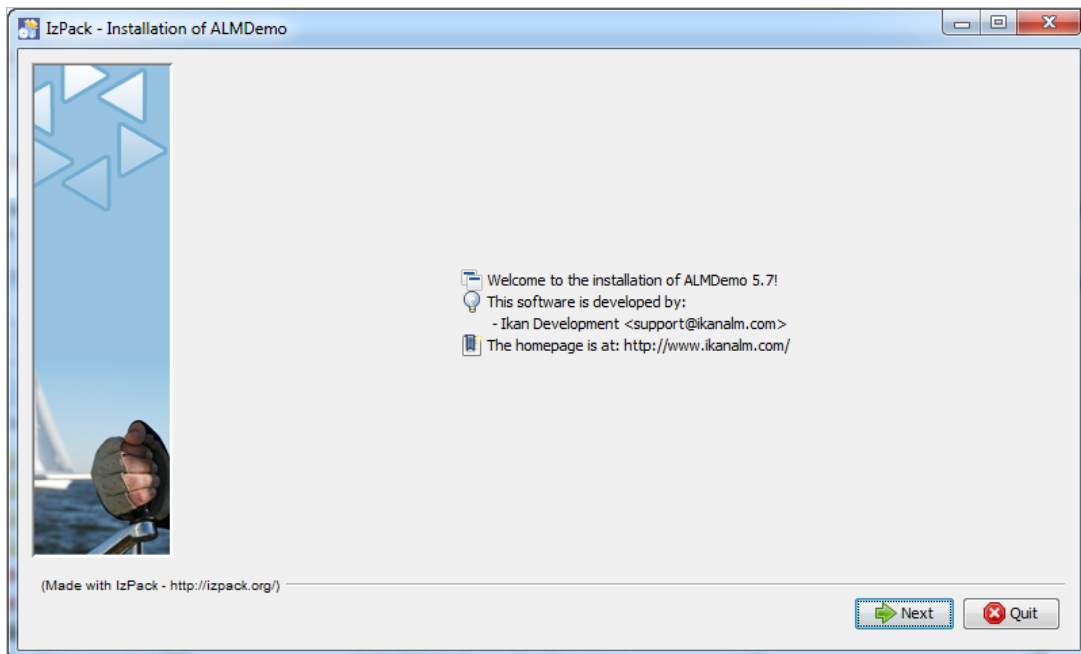 IzPack - Installation of ALMDemo
Welcome to the installation of ALMDemo 5.7!
This software is developed by:
- Ikan Development <support@ikanalm.com>
The homepage is at: http://www.ikanalm.com/
(Made with IzPack - http://izpack.org/)
Next
Quit